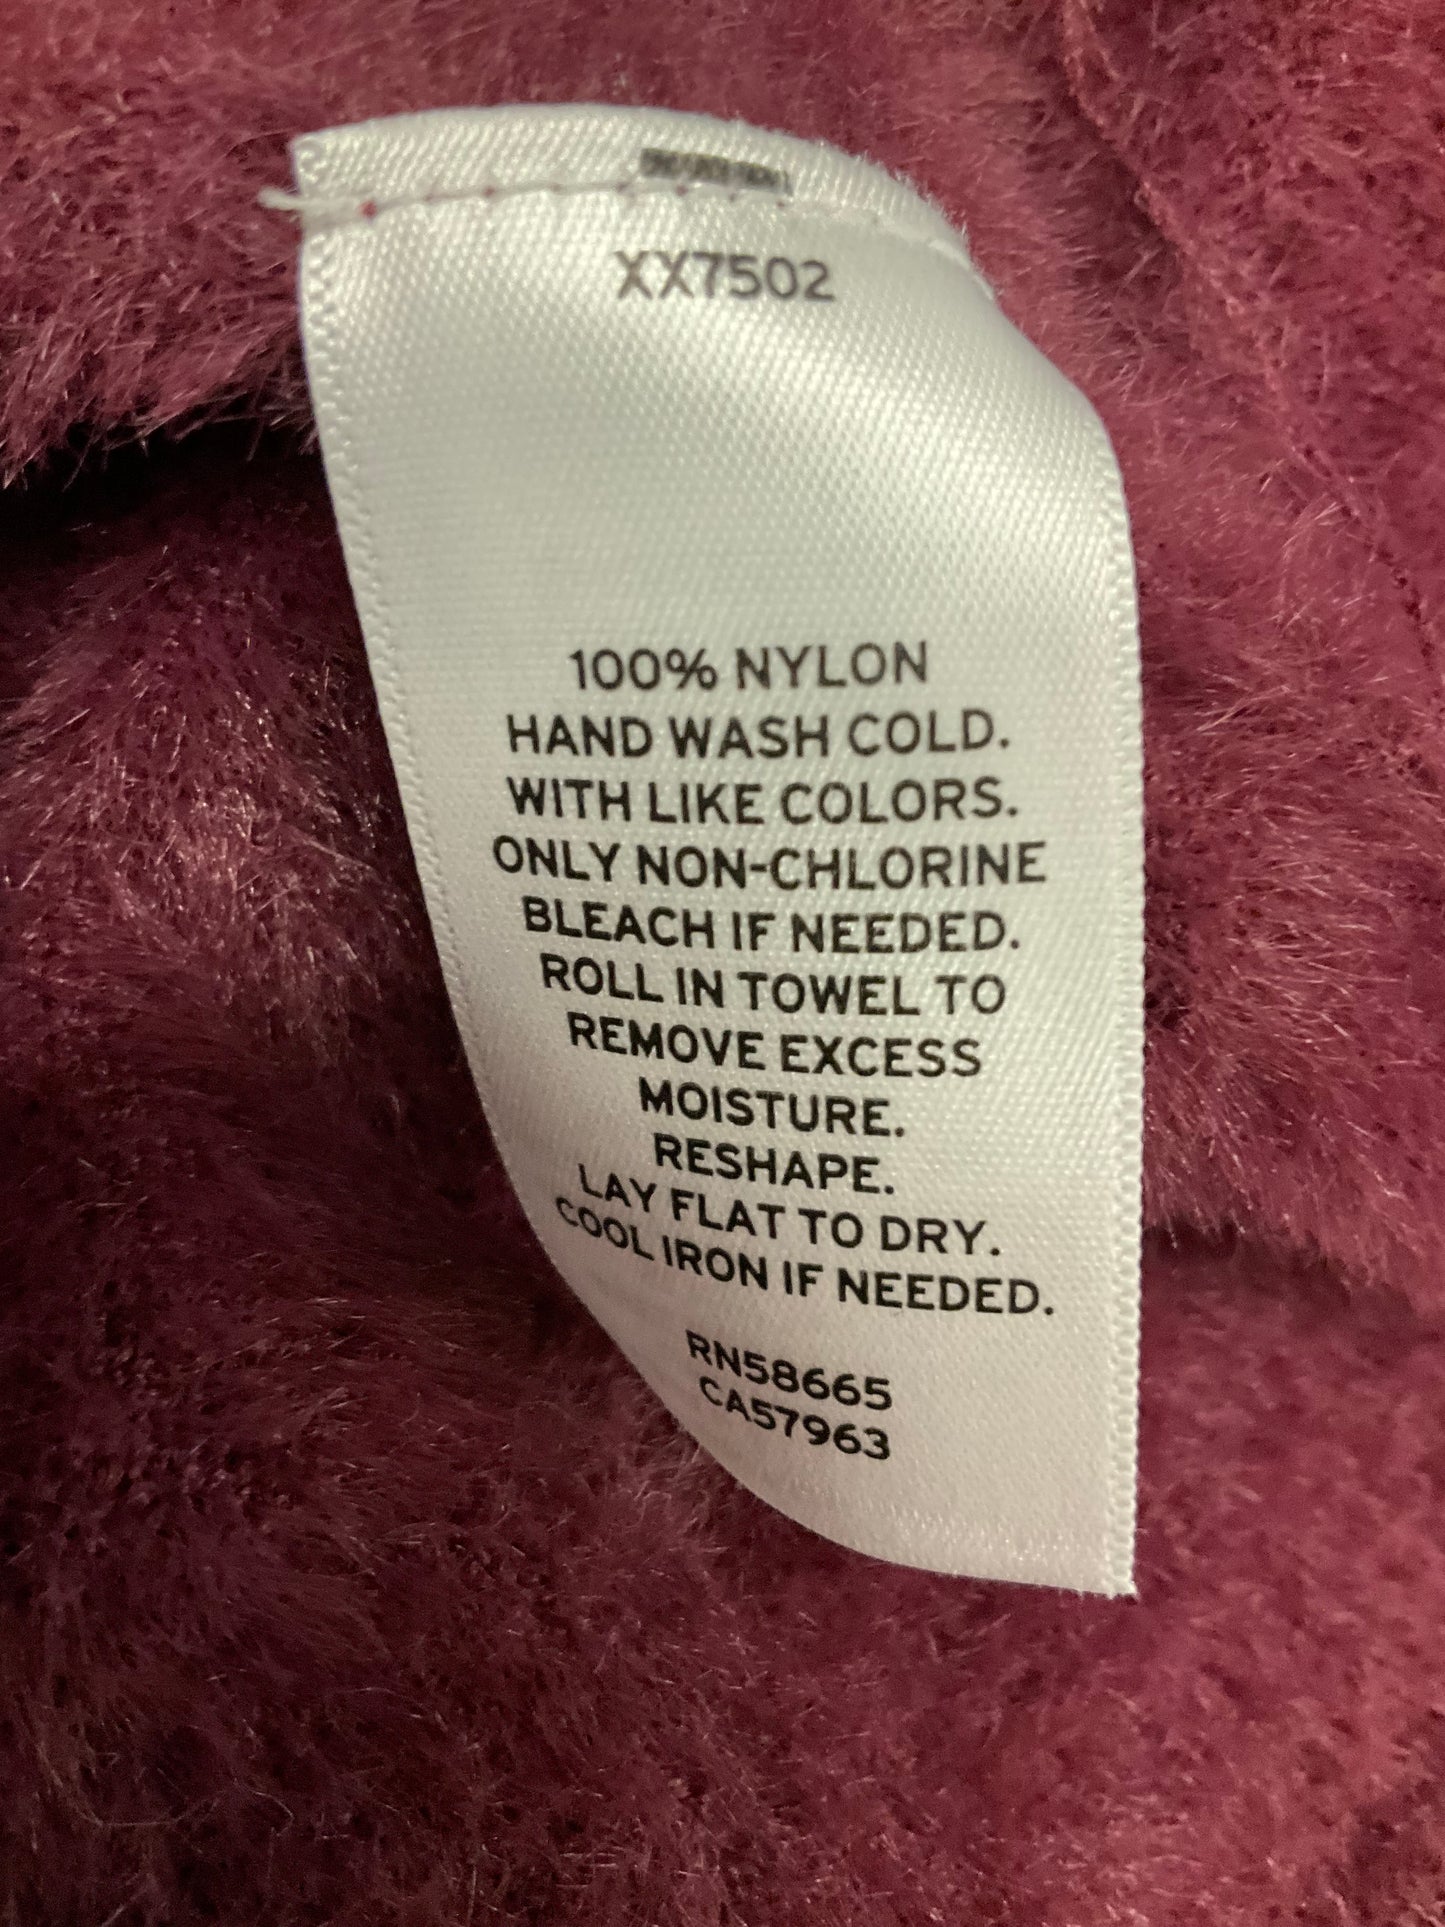 XX7502
100% NYLON
HAND WASH COLD.
WITH LIKE COLORS.
ONLY NON-CHLORINE
BLEACH IF NEEDED.
ROLL IN TOWEL TO
REMOVE EXCESS
MOISTURE.
RESHAPE.
LAY FLAT TO DRY.
COOL IRON IF NEEDED.
RN58665
CA57963